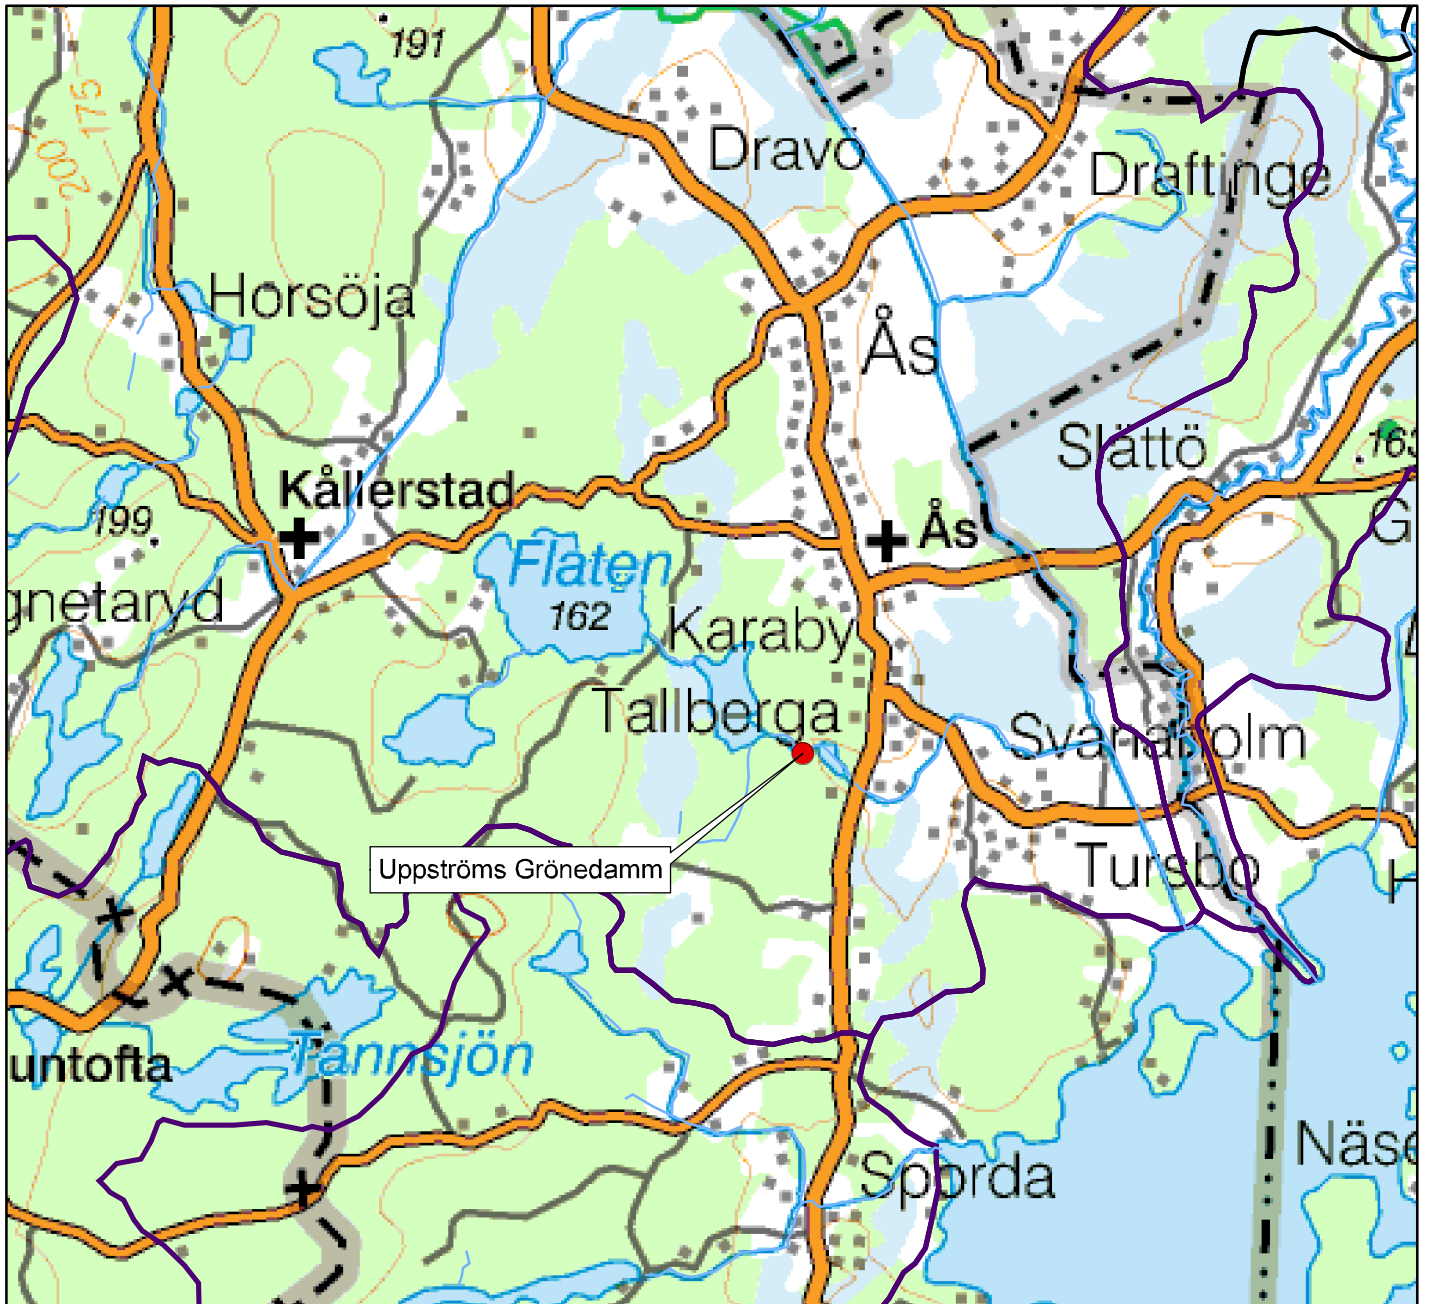 191
175
200
Dravö
Draftinge
Horsöja
Ås
Slättö
163
Kållerstad
199
Ås
G
Flaten
162
gnetaryd
Karaby
Tallberga
Svanaholm
Uppströms Grönedamm
Tursbo
H
Tannsjön
untofta
Näse
Sporda